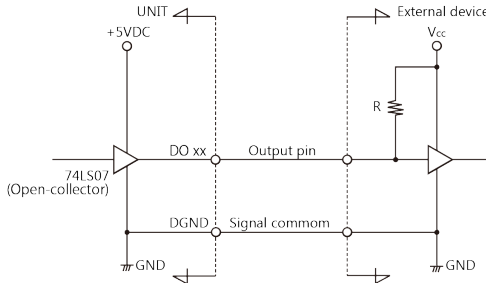 UNIT
External device
+5VDC
Vcc
R
DO xx
Output pin
74LS07
(Open-collector)
DGND
Signal commom
GND
GND